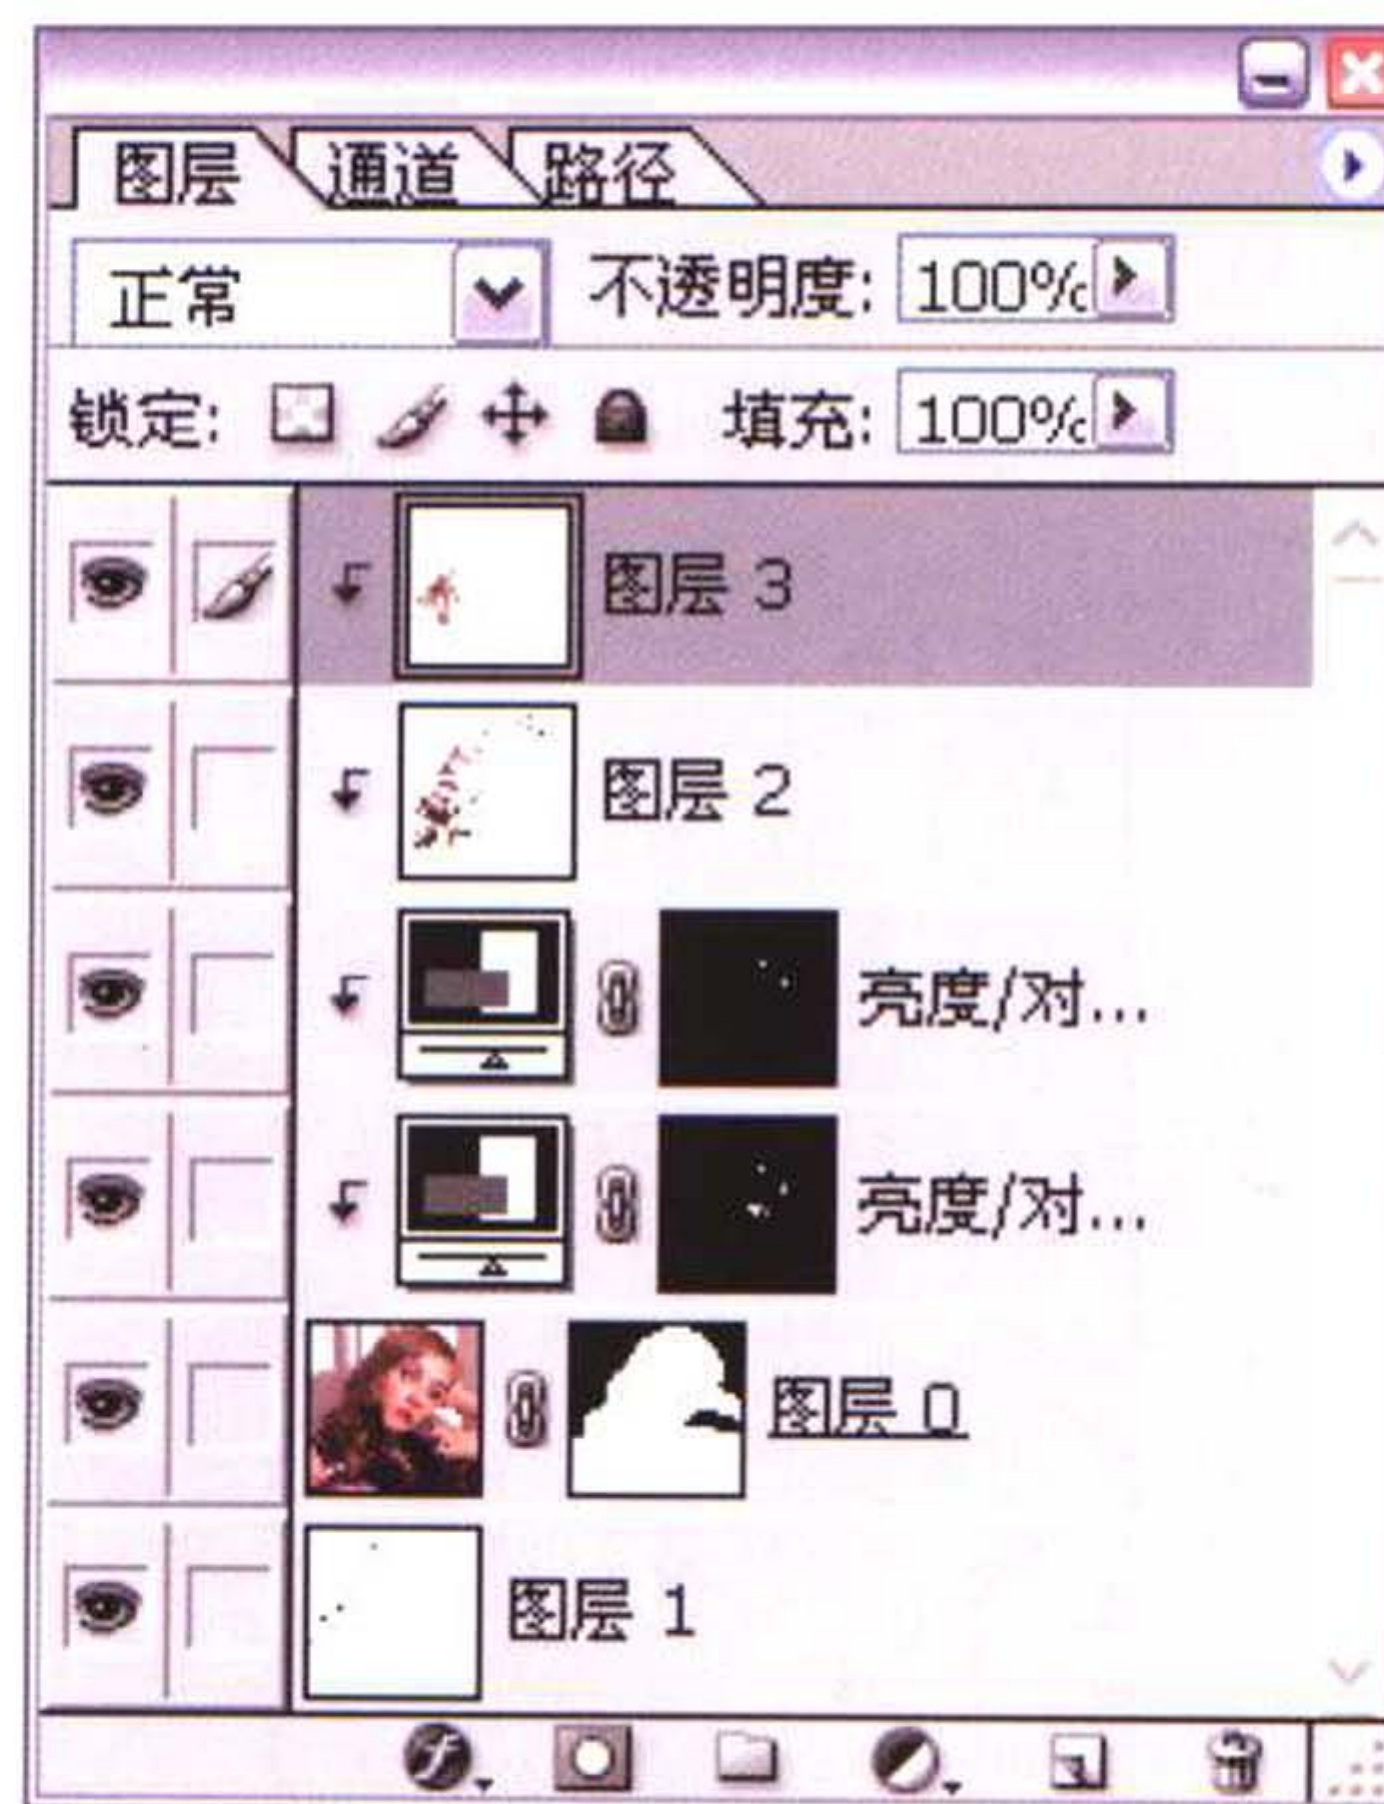 图层 通道 路径
正常 不透明度: 100%
锁定: 填充: 100%
图层 3
图层 2
亮度/对...
亮度/对...
图层 0
图层 1